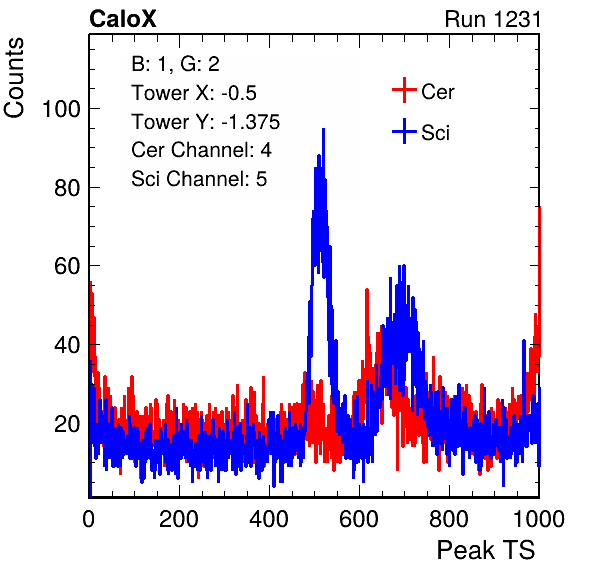 CaloX Run 1231
Counts
B: 1, G: 2
Tower X: -0.5
Tower Y: -1.375
Cer Channel: 4
Sci Channel: 5
Cer
Sci
100
80
60
40
20
0 200 400 600 800 1000
Peak TS